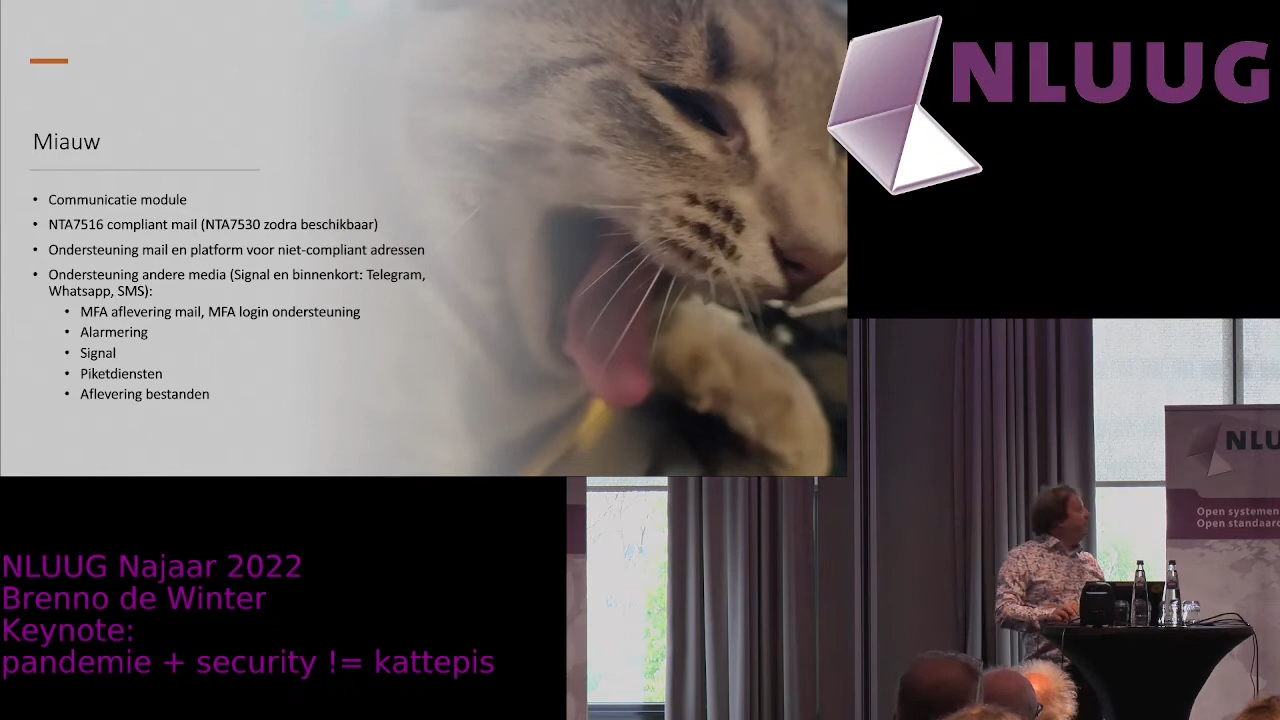 Miauw
• Communicatie module
• NTA7516 compliant mail (NTA7530 zodra beschikbaar)
• Ondersteuning mail en platform voor niet-compliant adressen
• Ondersteuning andere media (Signal en binnenkort: Telegram,
Whatsapp, SMS):
• MFA aflevering mail, MFA login ondersteuning
• Alarmering
• Signal
• Piketdiensten
• Aflevering bestanden
NLUUG
NLU
Open systemen
Open standaard
NLUUG Najaar 2022
Brenno de Winter
Keynote:
pandemie + security != kattepis